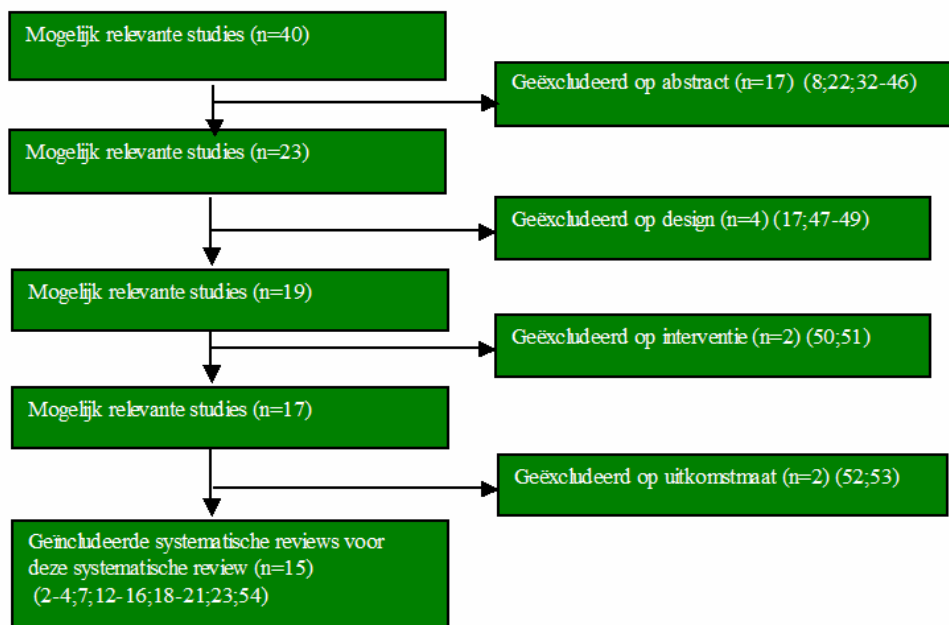 Mogelijk relevante studies (n=40)
Geëxcludeerd op abstract (n=17) (8;22;32-46)
Mogelijk relevante studies (n=23)
Geëxcludeerd op design (n=4) (17;47-49)
Mogelijk relevante studies (n=19)
Geëxcludeerd op interventie (n=2) (50;51)
Mogelijk relevante studies (n=17)
Geëxcludeerd op uitkomstmaat (n=2) (52;53)
Geïncludeerde systematische reviews voor
deze systematische review (n=15)
(2-4;7;12-16;18-21;23;54)